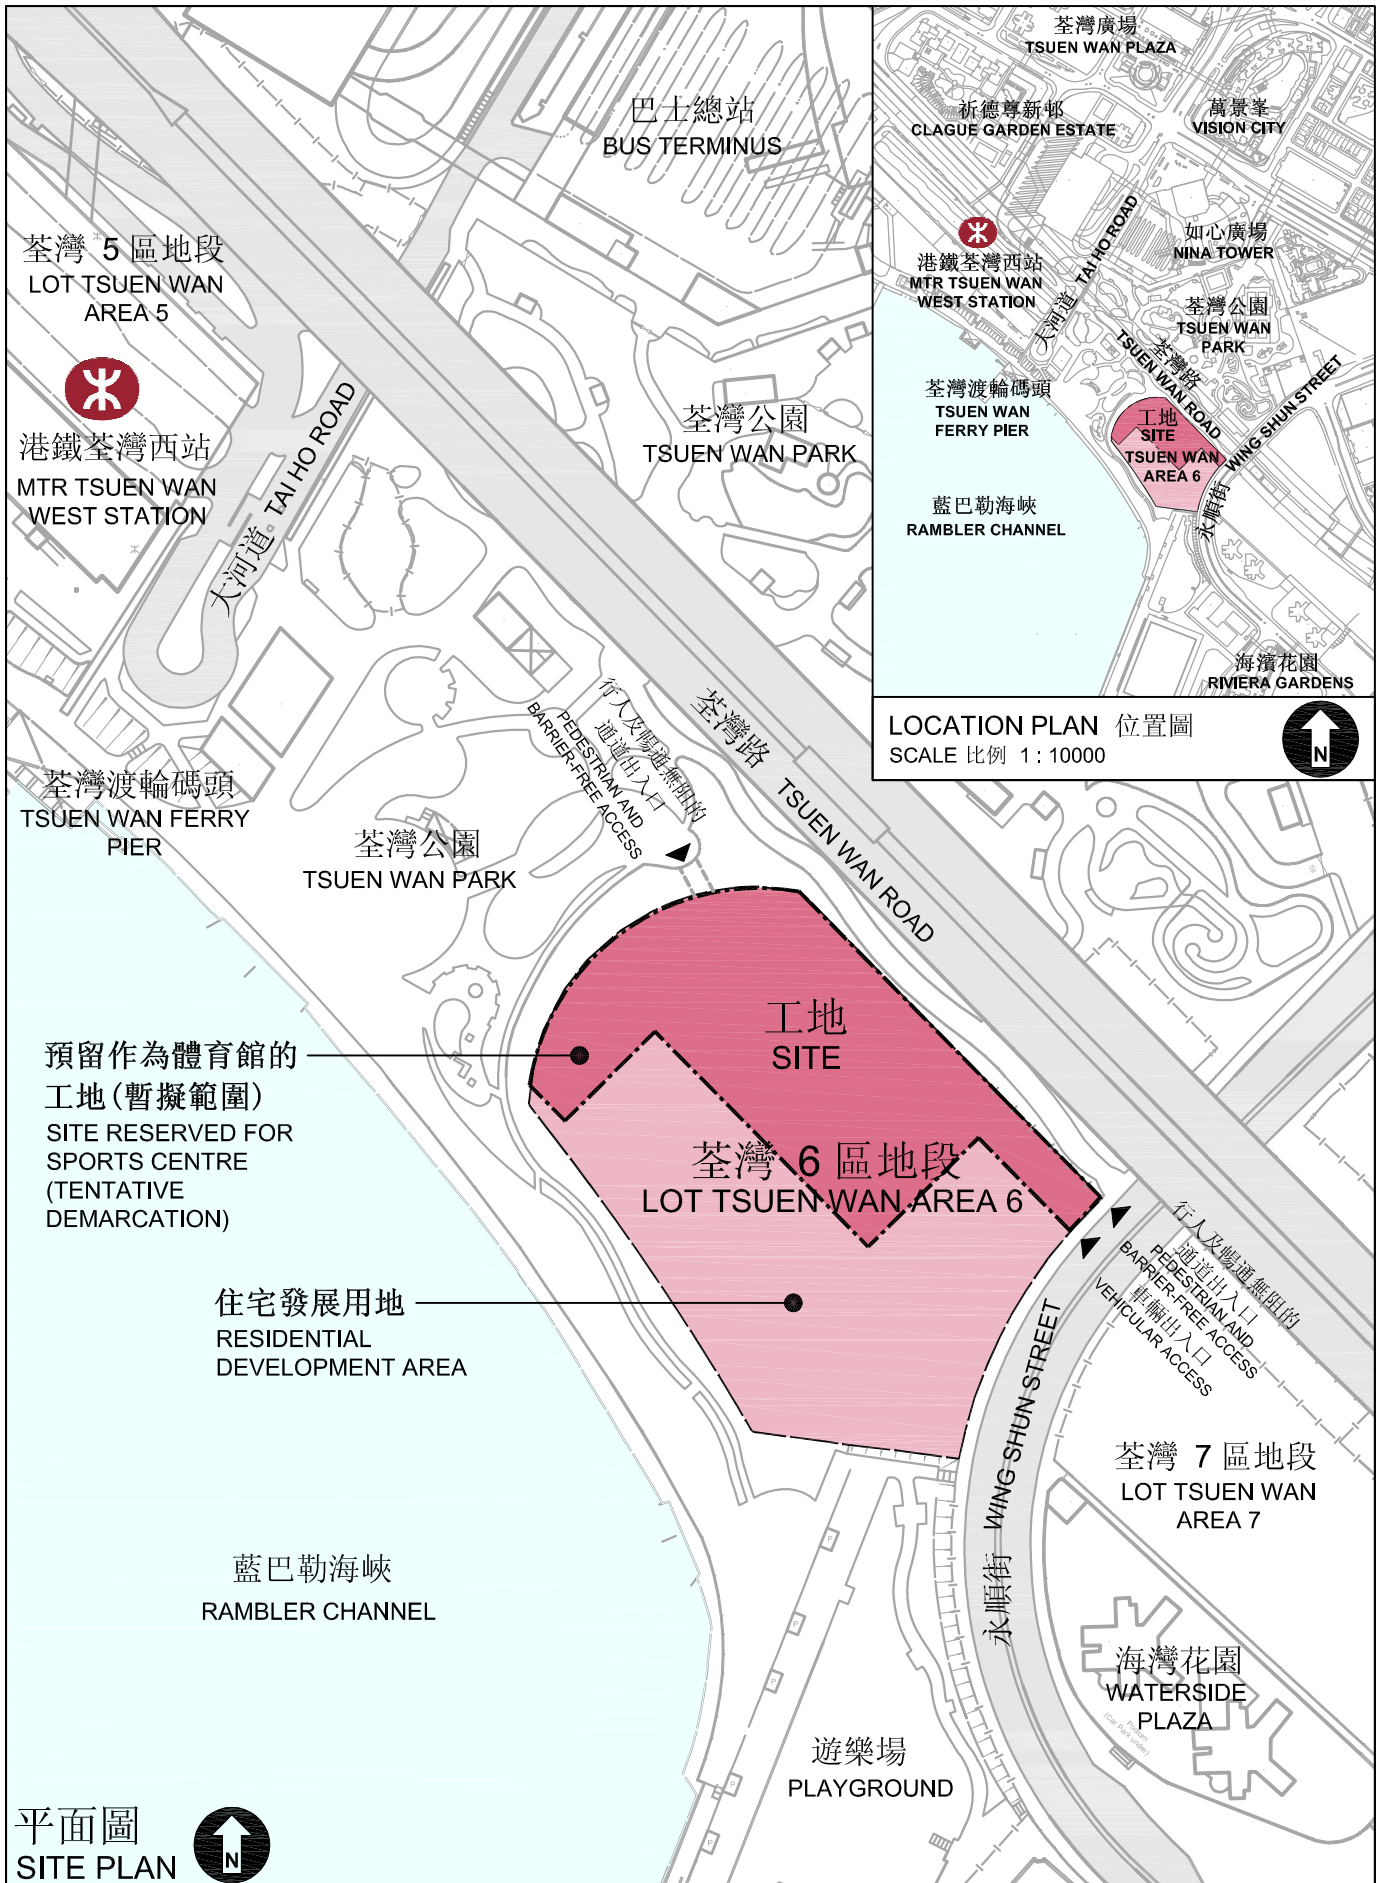 巴士總站
BUS TERMINUS
荃灣 5 區地段
LOT TSUEN WAN
AREA 5
港鐵荃灣西站
MTR TSUEN WAN
WEST STATION
大河道 TAI HO ROAD
荃灣公園
TSUEN WAN PARK
荃灣廣場
TSUEN WAN PLAZA
祈德尊新邨
CLAGUE GARDEN ESTATE
萬景峯
VISION CITY
大河道 TAI HO ROAD
如心廣場
NINA TOWER
港鐵荃灣西站
MTR TSUEN WAN
WEST STATION
荃灣公園
TSUEN WAN
PARK
荃灣路
TSUEN WAN ROAD
荃灣渡輪碼頭
TSUEN WAN
FERRY PIER
工地
SITE
TSUEN WAN
AREA 6
永順街 WING SHUN STREET
藍巴勒海峽
RAMBLER CHANNEL
海濱花園
RIVIERA GARDENS
LOCATION PLAN 位置圖
SCALE 比例 1 : 10000
N
行人及暢通無阻的
通道出入口
PEDESTRIAN AND
BARRIER-FREE ACCESS
荃灣路 TSUEN WAN ROAD
荃灣渡輪碼頭
TSUEN WAN FERRY
PIER
荃灣公園
TSUEN WAN PARK
工地
SITE
預留作為體育館的
工地(暫擬範圍)
SITE RESERVED FOR
SPORTS CENTRE
(TENTATIVE
DEMARCATION)
荃灣 6 區地段
LOT TSUEN WAN AREA 6
行人及暢通無阻的
通道出入口
PEDESTRIAN AND
BARRIER-FREE ACCESS
車輛出入口
VEHICULAR ACCESS
住宅發展用地
RESIDENTIAL
DEVELOPMENT AREA
永順街 WING SHUN STREET
荃灣 7 區地段
LOT TSUEN WAN
AREA 7
藍巴勒海峽
RAMBLER CHANNEL
海灣花園
WATERSIDE
PLAZA
Podium
(Car Park under)
P
P
P
P
P
P
遊樂場
PLAYGROUND
平面圖
SITE PLAN
N